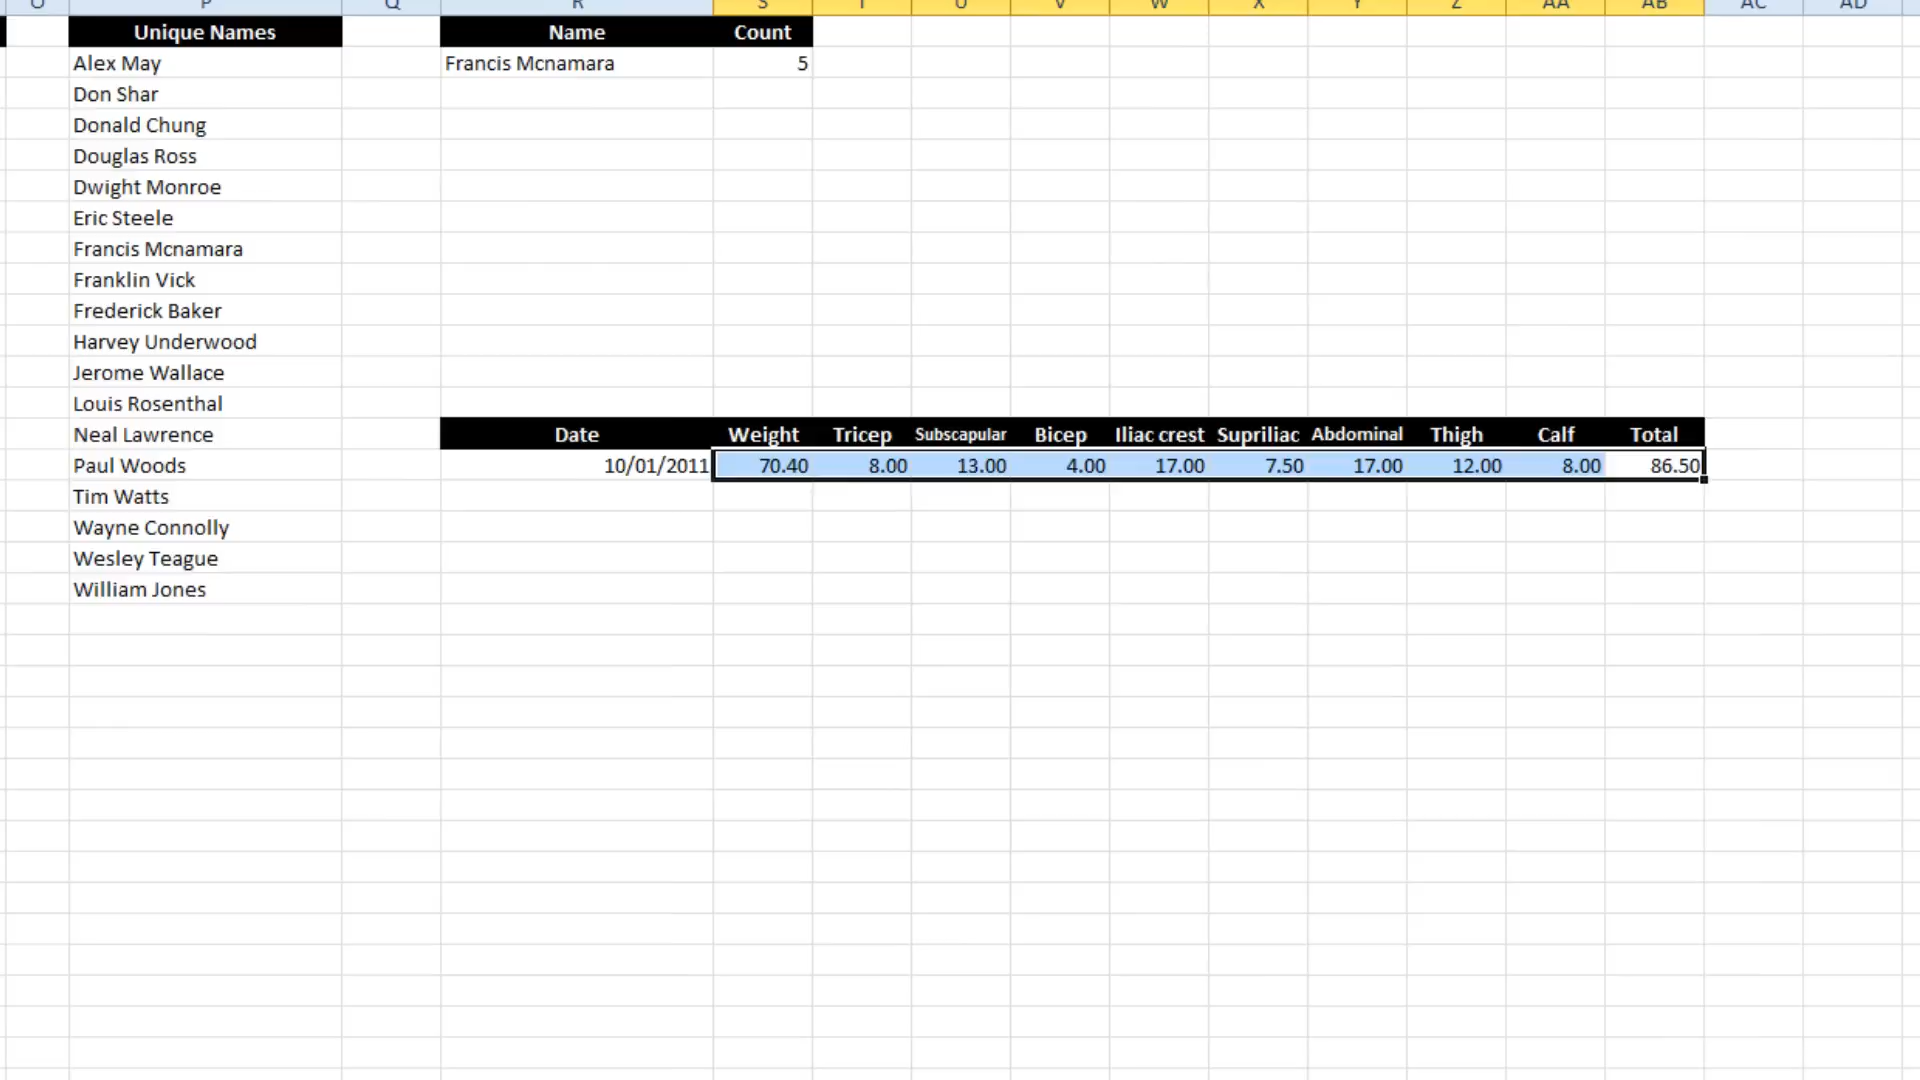 O P Q R S T U V W X Y Z AA AB AC AD
Unique Names Name Count
Alex May Francis Mcnamara 5
Don Shar
Donald Chung
Douglas Ross
Dwight Monroe
Eric Steele
Francis Mcnamara
Franklin Vick
Frederick Baker
Harvey Underwood
Jerome Wallace
Louis Rosenthal
Neal Lawrence Date Weight Tricep Subscapular Bicep Iliac crest Supriliac Abdominal Thigh Calf Total
Paul Woods 10/01/2011 70.40 8.00 13.00 4.00 17.00 7.50 17.00 12.00 8.00 86.50
Tim Watts
Wayne Connolly
Wesley Teague
William Jones